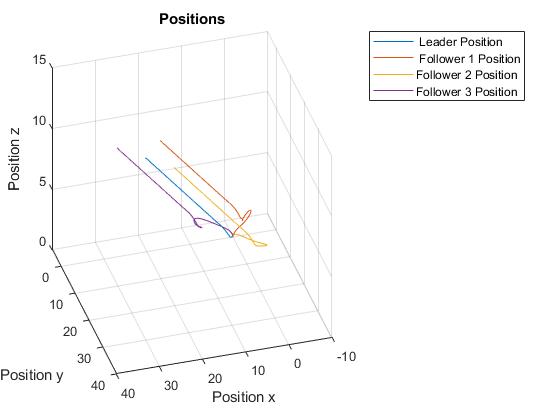 Positions
Leader Position
Follower 1 Position
Follower 2 Position
Follower 3 Position
Position z
15
10
5
0
Position y
0
10
20
30
40
Position x
40
30
20
10
0
-10